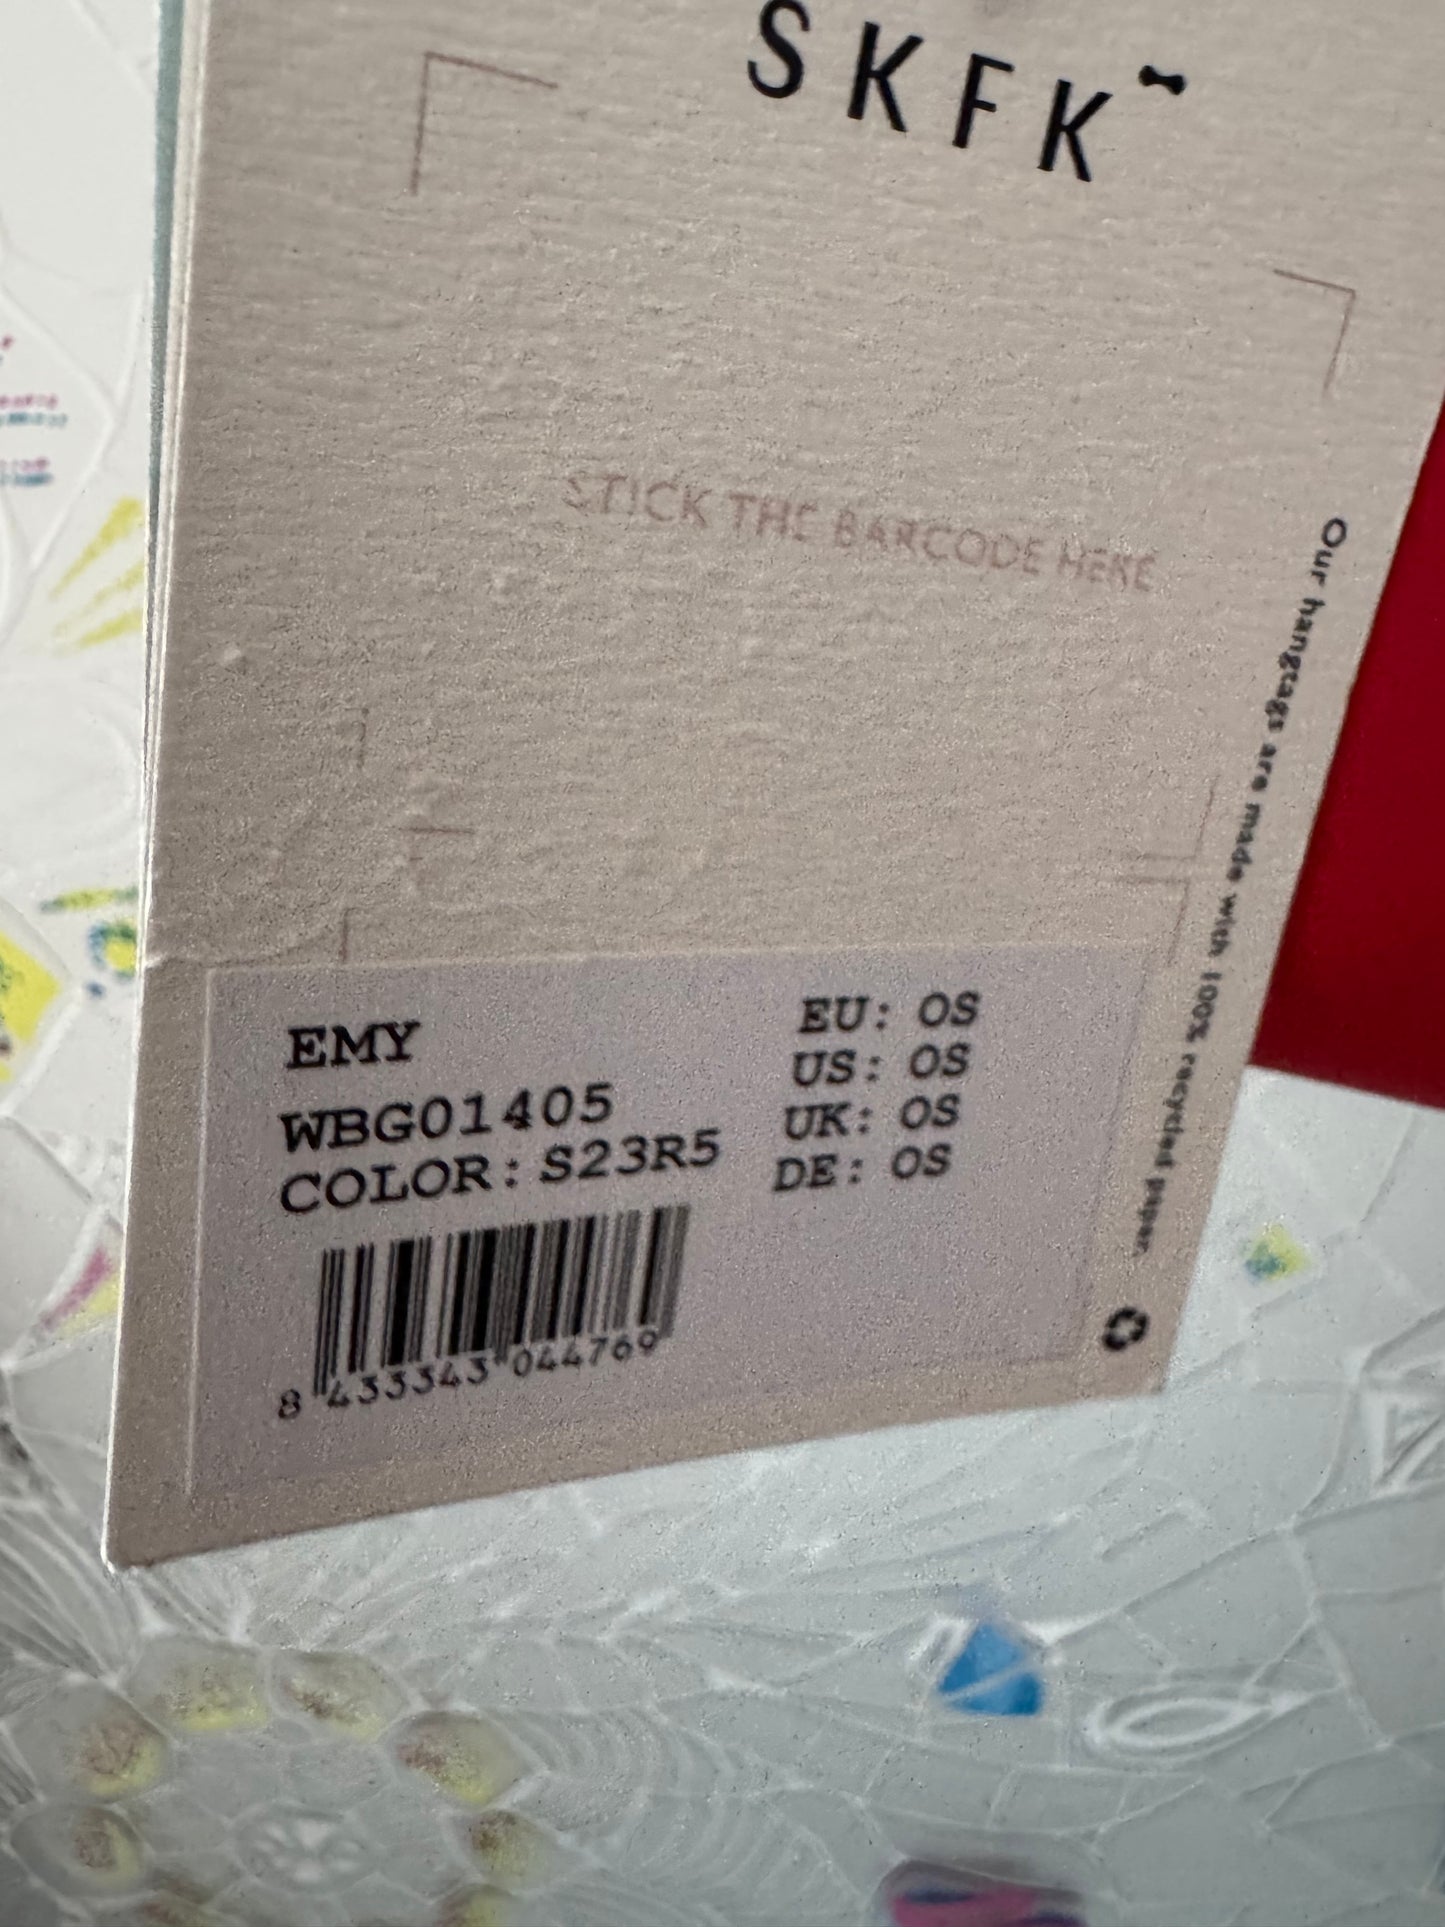 SKFK
STICK THE BARCODE HERE
Our hangtags are made with 100% recycled paper.
EMY
WBG01405
COLOR: S23R5
EU: OS
US: OS
UK: OS
DE: OS
8 433343 044769